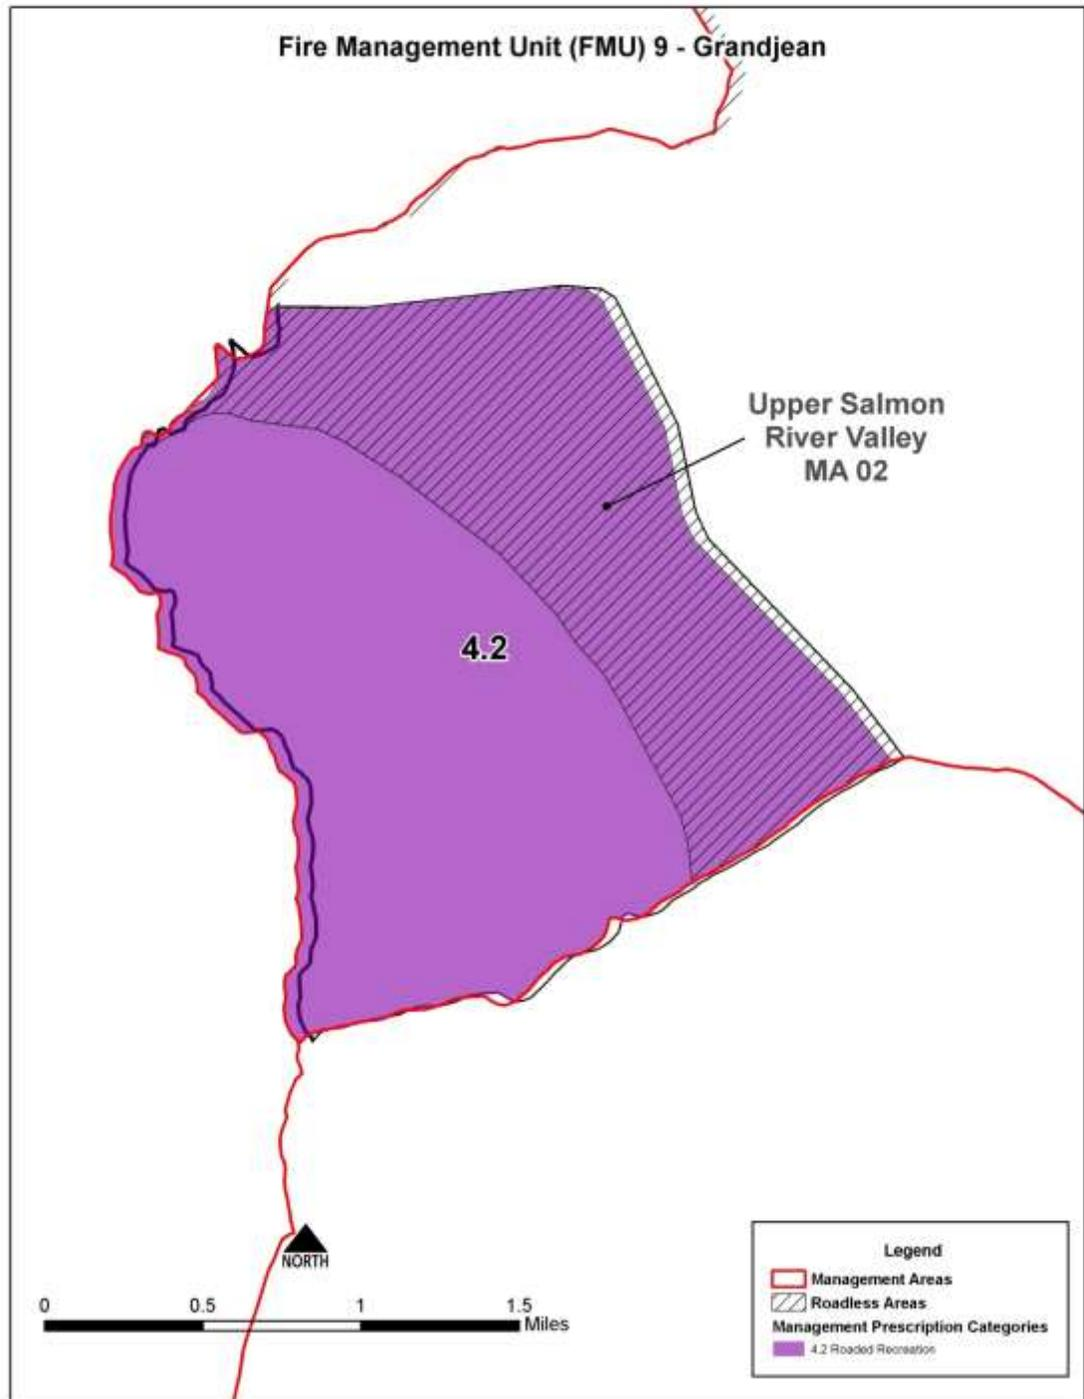 Fire Management Unit (FMU) 9 - Grandjean
Upper Salmon
River Valley
MA 02
4.2
NORTH
0 0.5 1 1.5
Miles
Legend
Management Areas
Roadless Areas
Management Prescription Categories
4.2 Roaded Recreation